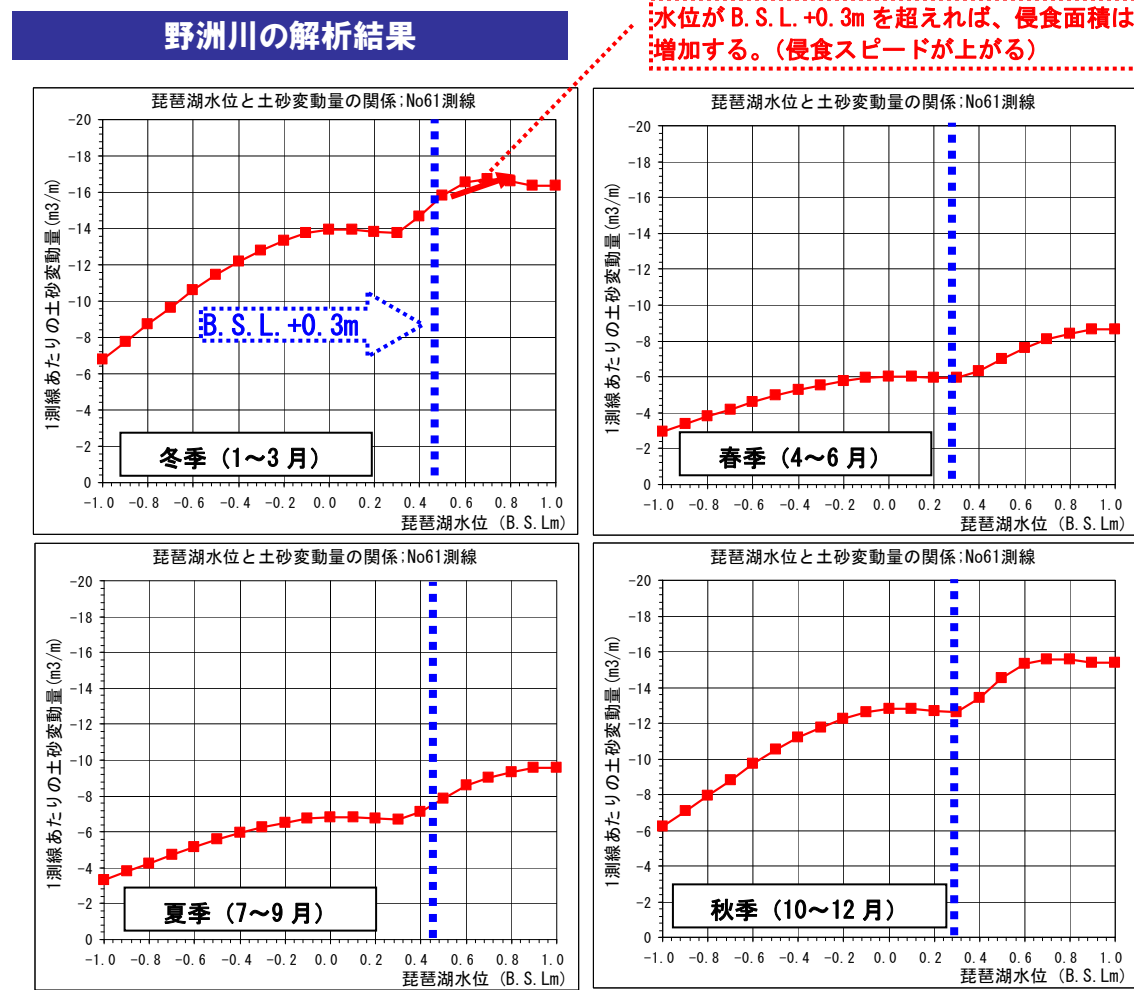 野洲川の解析結果
水位が B.S.L.+0.3m を超えれば、侵食面積は
増加する。(侵食スピードが上がる)
琵琶湖水位と土砂変動量の関係;No61測線
1測線あたりの土砂変動量(m3/m)
-20
-18
-16
-14
-12
-10
-8
-6
-4
-2
0
B.S.L.+0.3m
冬季 (1～3 月)
-1.0 -0.8 -0.6 -0.4 -0.2 0.0 0.2 0.4 0.6 0.8 1.0
琵琶湖水位 (B.S.Lm)
琵琶湖水位と土砂変動量の関係;No61測線
1測線あたりの土砂変動量(m3/m)
-20
-18
-16
-14
-12
-10
-8
-6
-4
-2
0
春季 (4～6 月)
-1.0 -0.8 -0.6 -0.4 -0.2 0.0 0.2 0.4 0.6 0.8 1.0
琵琶湖水位 (B.S.Lm)
琵琶湖水位と土砂変動量の関係;No61測線
1測線あたりの土砂変動量(m3/m)
-20
-18
-16
-14
-12
-10
-8
-6
-4
-2
0
夏季 (7～9 月)
-1.0 -0.8 -0.6 -0.4 -0.2 0.0 0.2 0.4 0.6 0.8 1.0
琵琶湖水位 (B.S.Lm)
琵琶湖水位と土砂変動量の関係;No61測線
1測線あたりの土砂変動量(m3/m)
-20
-18
-16
-14
-12
-10
-8
-6
-4
-2
0
秋季 (10～12 月)
-1.0 -0.8 -0.6 -0.4 -0.2 0.0 0.2 0.4 0.6 0.8 1.0
琵琶湖水位 (B.S.Lm)